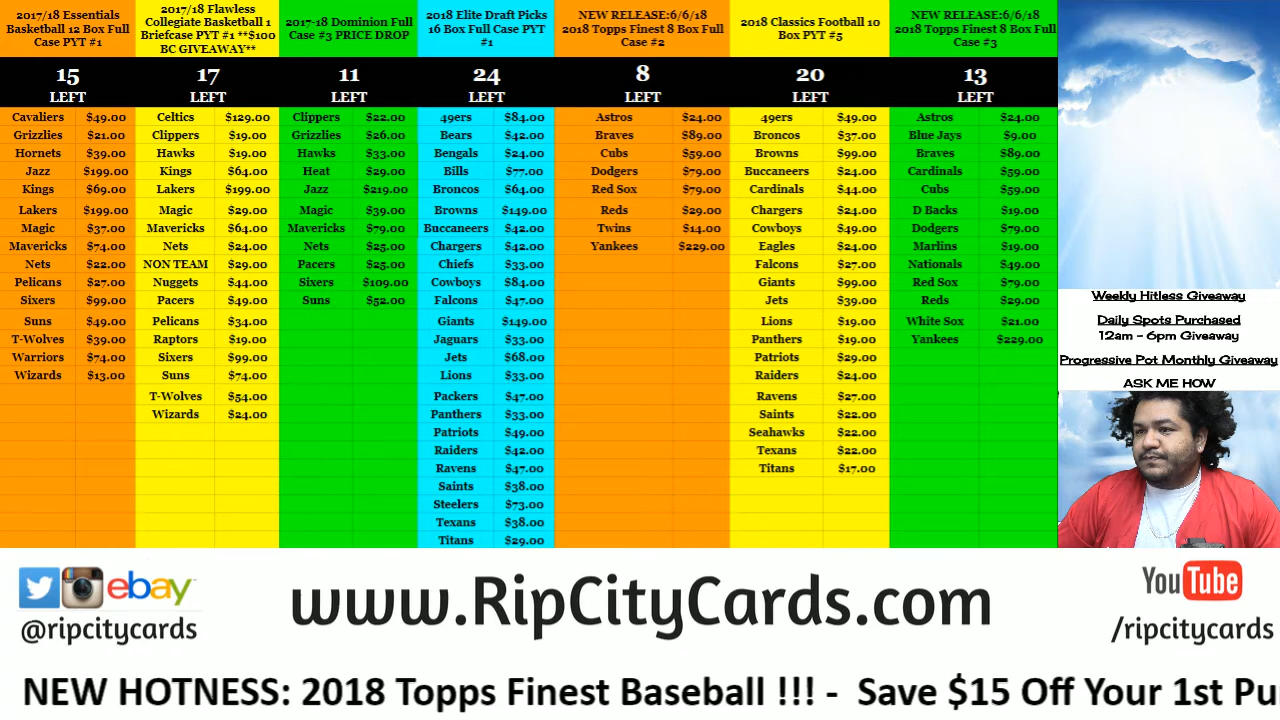 2017/18 Essentials
Basketball 12 Box Full
Case PYT #1
15
LEFT
Cavaliers $49.00
Grizzlies $21.00
Hornets $39.00
Jazz $199.00
Kings $69.00
Lakers $199.00
Magic $37.00
Mavericks $74.00
Nets $22.00
Pelicans $27.00
Sixers $99.00
Suns $49.00
T-Wolves $39.00
Warriors $74.00
Wizards $13.00
2017/18 Flawless
Collegiate Basketball 1
Briefcase PYT #1 **$100
BC GIVEAWAY**
17
LEFT
Celtics $129.00
Clippers $19.00
Hawks $19.00
Kings $64.00
Lakers $199.00
Magic $29.00
Mavericks $64.00
Nets $24.00
NON TEAM $29.00
Nuggets $44.00
Pacers $49.00
Pelicans $34.00
Raptors $19.00
Sixers $99.00
Suns $74.00
T-Wolves $54.00
Wizards $24.00
2017-18 Dominion Full
Case #3 PRICE DROP
11
LEFT
Clippers $22.00
Grizzlies $26.00
Hawks $33.00
Heat $29.00
Jazz $219.00
Magic $39.00
Mavericks $79.00
Nets $25.00
Pacers $25.00
Sixers $109.00
Suns $52.00
2018 Elite Draft Picks
16 Box Full Case PYT
#1
24
LEFT
49ers $84.00
Bears $42.00
Bengals $24.00
Bills $77.00
Broncos $64.00
Browns $149.00
Buccaneers $42.00
Chargers $42.00
Chiefs $33.00
Cowboys $84.00
Falcons $47.00
Giants $149.00
Jaguars $33.00
Jets $68.00
Lions $33.00
Packers $47.00
Panthers $33.00
Patriots $49.00
Raiders $42.00
Ravens $47.00
Saints $38.00
Steelers $73.00
Texans $38.00
Titans $29.00
NEW RELEASE:6/6/18
2018 Topps Finest 8 Box Full
Case #2
8
LEFT
Astros $24.00
Braves $89.00
Cubs $59.00
Dodgers $79.00
Red Sox $79.00
Reds $29.00
Twins $14.00
Yankees $229.00
2018 Classics Football 10
Box PYT #5
20
LEFT
49ers $49.00
Broncos $37.00
Browns $99.00
Buccaneers $24.00
Cardinals $44.00
Chargers $24.00
Cowboys $49.00
Eagles $24.00
Falcons $27.00
Giants $99.00
Jets $39.00
Lions $19.00
Panthers $19.00
Patriots $29.00
Raiders $24.00
Ravens $27.00
Saints $22.00
Seahawks $22.00
Texans $22.00
Titans $17.00
NEW RELEASE:6/6/18
2018 Topps Finest 8 Box Full
Case #3
13
LEFT
Astros $24.00
Blue Jays $9.00
Braves $89.00
Cardinals $59.00
Cubs $59.00
D Backs $19.00
Dodgers $79.00
Marlins $19.00
Nationals $49.00
Red Sox $79.00
Reds $29.00
White Sox $21.00
Yankees $229.00
Weekly Hitless Giveaway
Daily Spots Purchased
12am - 6pm Giveaway
Progressive Pot Monthly Giveaway
ASK ME HOW
ebay
@ripcitycards
www.RipCityCards.com
YouTube
/ripcitycards
NEW HOTNESS: 2018 Topps Finest Baseball !!! - Save $15 Off Your 1st Pu